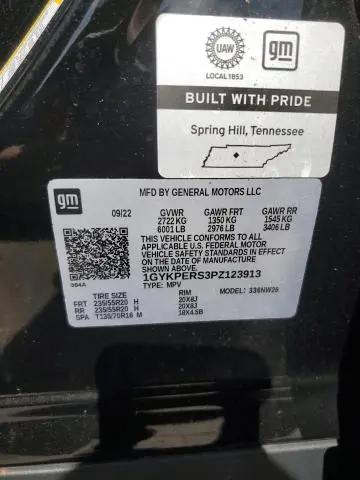 UAW
gm
LOCAL 1853
BUILT WITH PRIDE
Spring Hill, Tennessee
gm
MFD BY GENERAL MOTORS LLC
09/22 GVWR GAWR FRT GAWR RR
2722 KG 1350 KG 1545 KG
6001 LB 2976 LB 3406 LB
THIS VEHICLE CONFORMS TO ALL
APPLICABLE U.S. FEDERAL MOTOR
VEHICLE SAFETY STANDARDS IN EFFECT
ON THE DATE OF MANUFACTURE SHOWN ABOVE.
1GYKPERS3PZ123913
TYPE: MPV MODEL: 336NW26
384A
TIRE SIZE RIM
FRT 235/55R20 H 20X8J
RR 235/55R20 H 20X8J
SPA T135/70R18 M 18X4.5B